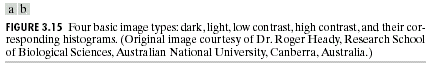 a b
FIGURE 3.15 Four basic image types: dark, light, low contrast, high contrast, and their cor-
responding histograms. (Original image courtesy of Dr. Roger Heady, Research School
of Biological Sciences, Australian National University, Canberra, Australia.)